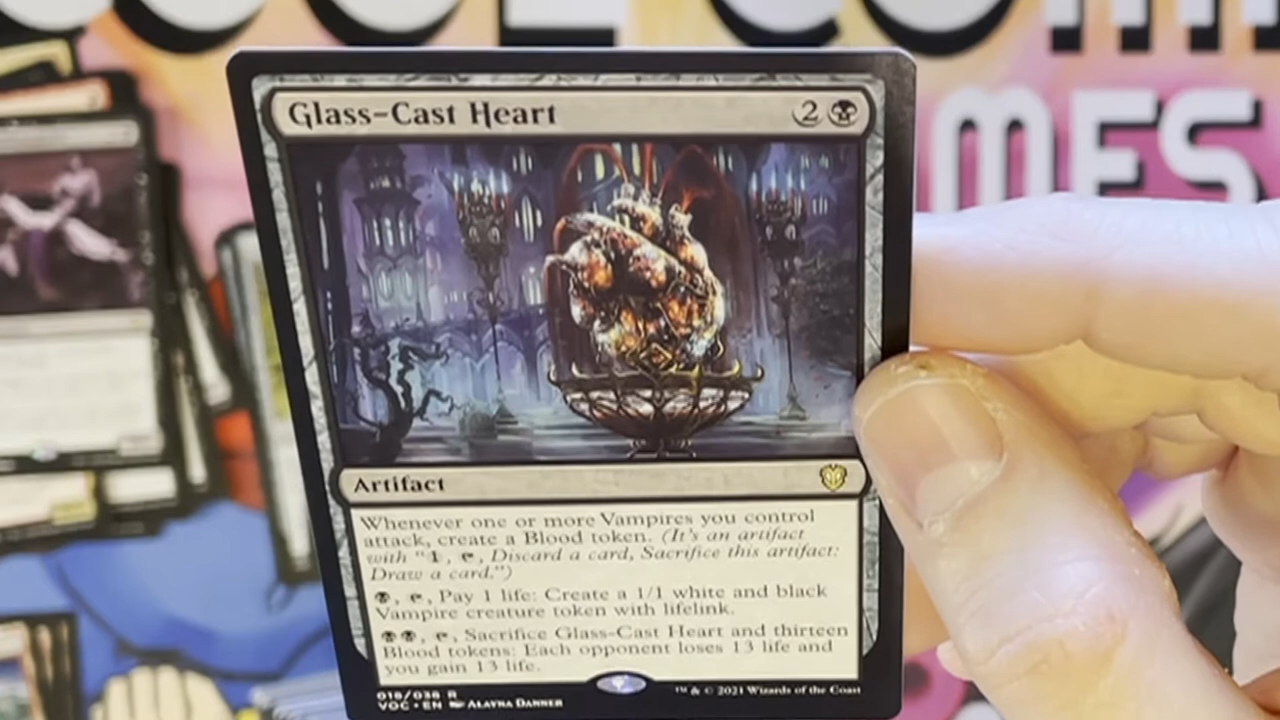 MES
Glass-Cast Heart 2
Artifact
Whenever one or more Vampires you control
attack, create a Blood token. (It's an artifact
with "1, T, Discard a card, Sacrifice this artifact:
Draw a card.")
B, T, Pay 1 life: Create a 1/1 white and black
Vampire creature token with lifelink.
BB, T, Sacrifice Glass-Cast Heart and thirteen
Blood tokens: Each opponent loses 13 life and
you gain 13 life.
018/038 R
VOC • EN Alayna Danner
™ & © 2021 Wizards of the Coast